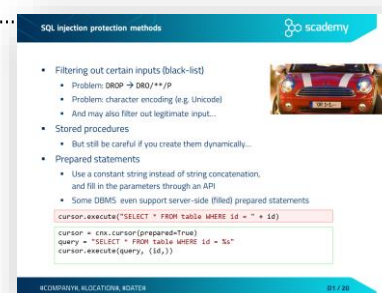 SQL injection protection methods
scademy
Filtering out certain inputs (black-list)
Problem: DROP → DRO/**/P
Problem: character encoding (e.g. Unicode)
And may also filter out legitimate input...
Stored procedures
But still be careful if you create them dynamically...
Prepared statements
Use a constant string instead of string concatenation,
and fill in the parameters through an API
Some DBMS even support server-side (filled) prepared statements
cursor.execute("SELECT * FROM table WHERE id = " + id)
cursor = cnx.cursor(prepared=True)
query = "SELECT * FROM table WHERE id = %s"
cursor.execute(query, (id,))
#COMPANY#, #LOCATION#, #DATE#
D1 / 20